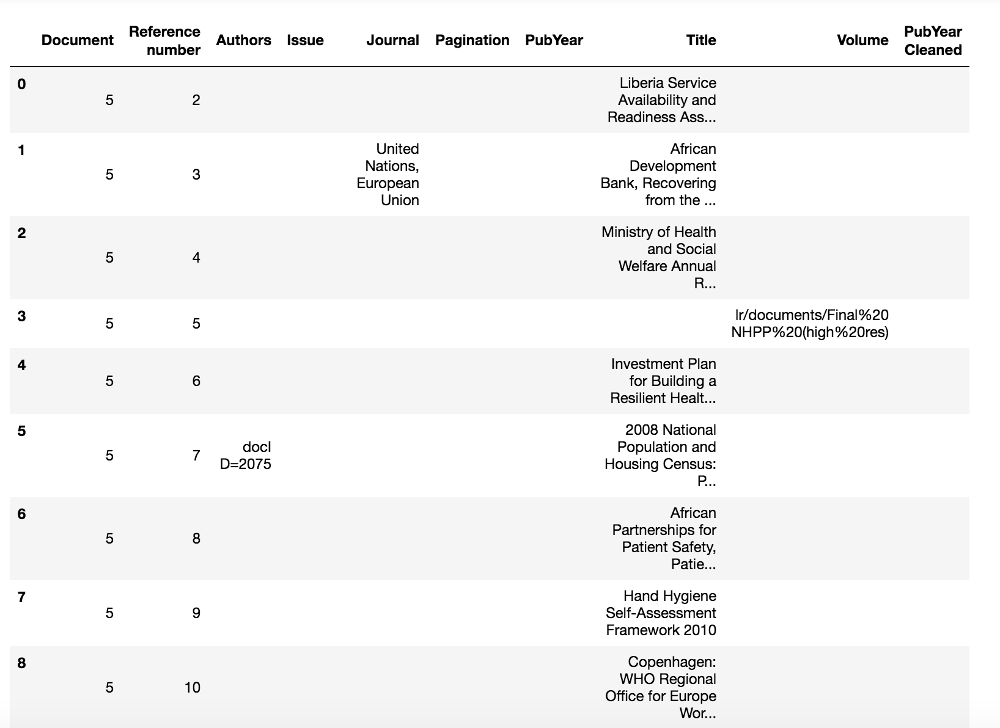 Document Reference number Authors Issue Journal Pagination PubYear Title Volume PubYear Cleaned
0 5 2 Liberia Service
Availability and
Readiness Ass...
1 5 3 United Nations, European Union African
Development
Bank, Recovering
from the ...
2 5 4 Ministry of Health
and Social
Welfare Annual
R...
3 5 5 lr/documents/Final%20
NHPP%20(high%20res)
4 5 6 Investment Plan
for Building a
Resilient Healt...
5 5 7 docI D=2075 2008 National
Population and
Housing Census:
P...
6 5 8 African
Partnerships for
Patient Safety,
Patie...
7 5 9 Hand Hygiene
Self-Assessment
Framework 2010
8 5 10 Copenhagen:
WHO Regional
Office for Europe
Wor...